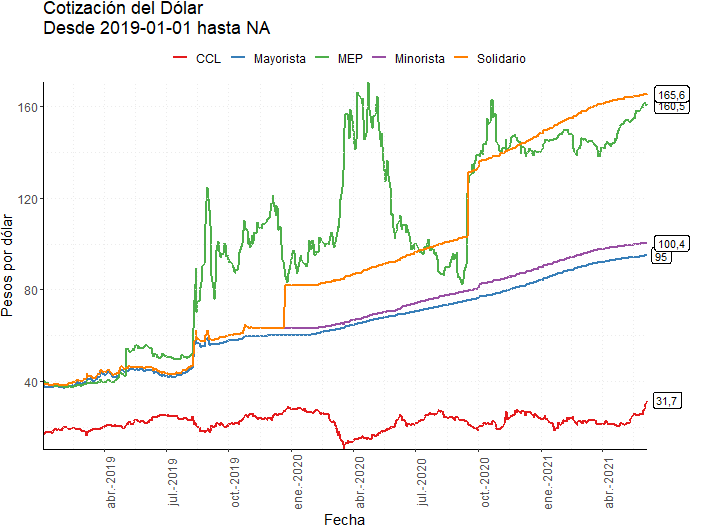 Cotización del Dólar
Desde 2019-01-01 hasta NA
CCL Mayorista MEP Minorista Solidario
Pesos por dólar
160
120
80
40
165,6
160,5
100,4
95
31,7
abr.-2019
jul.-2019
oct.-2019
ene.-2020
abr.-2020
jul.-2020
oct.-2020
ene.-2021
abr.-2021
Fecha